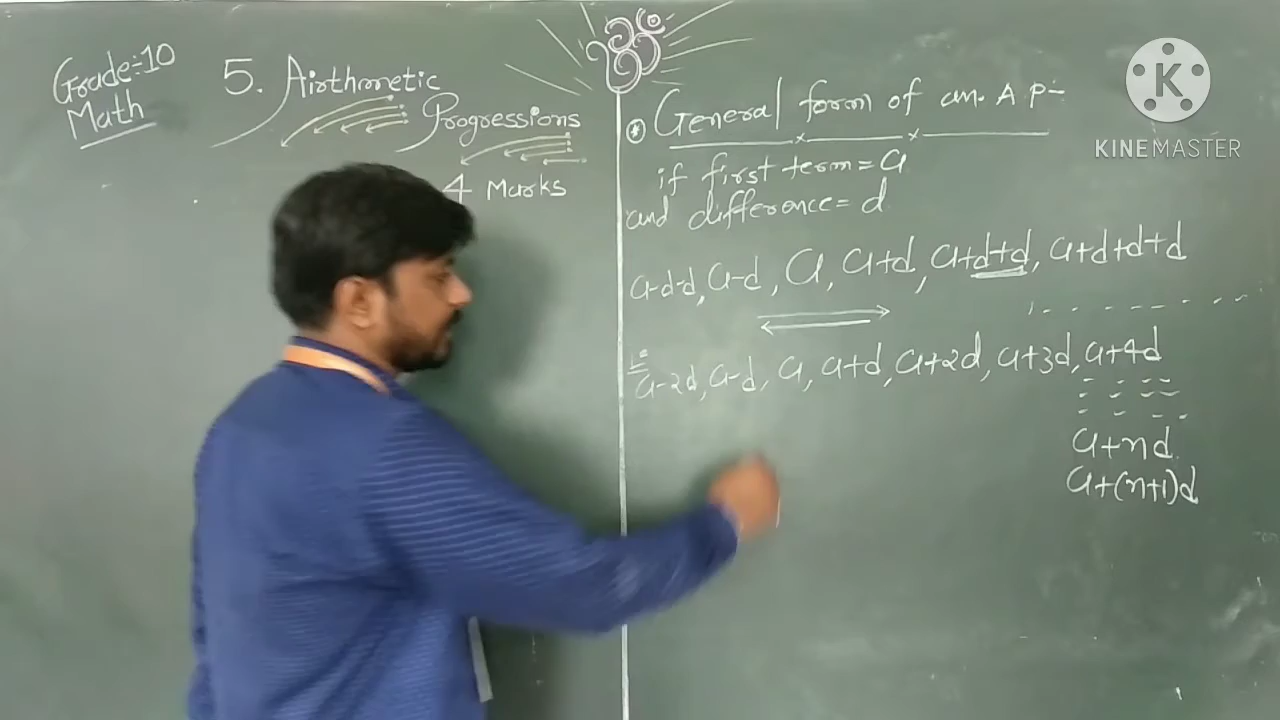 Grade:-10
Math
5. Airthmetic
Progressions
4 Marks
General form of an. A.P:-
if first term = a
and difference = d
a-d-d, a-d, a, a+d, a+d+d, a+d+d+d
a-2d, a-d, a, a+d, a+2d, a+3d, a+4d
a+nd
a+(n+1)d
K
KINEMASTER